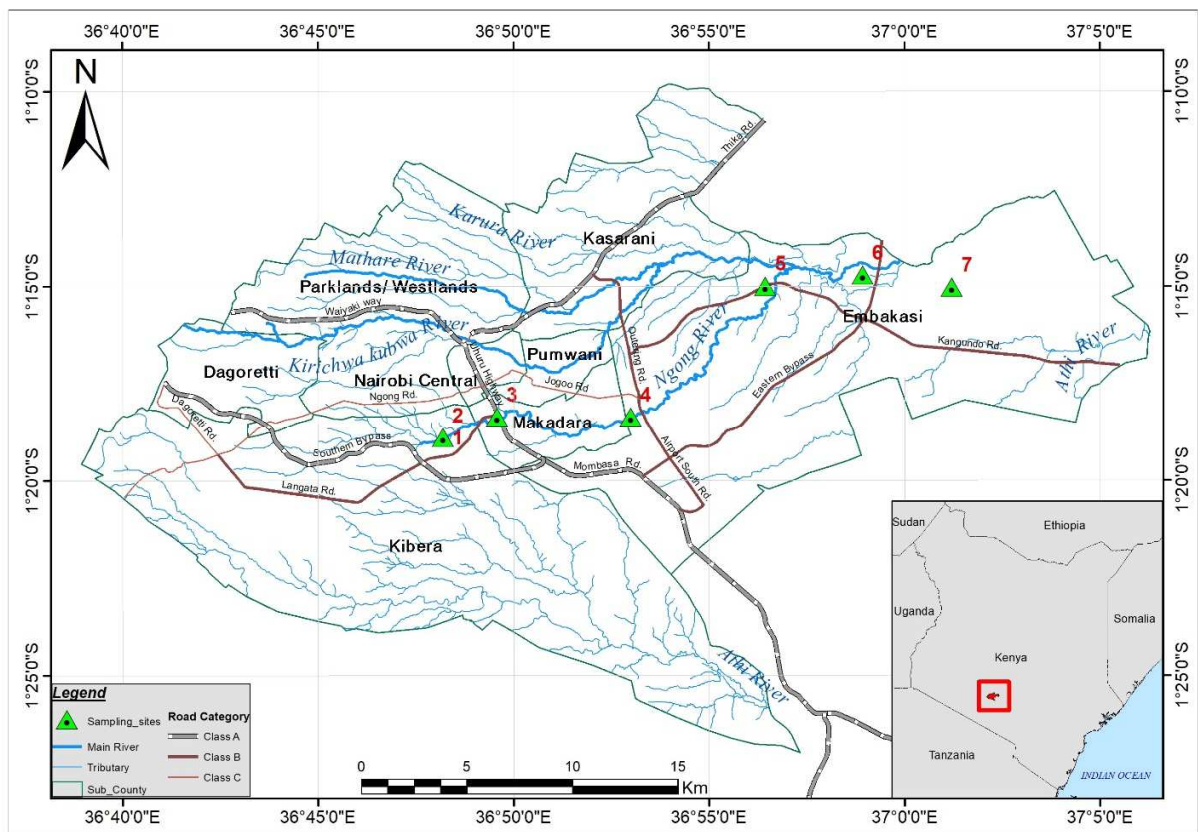 36°40'0"E
36°45'0"E
36°50'0"E
36°55'0"E
37°0'0"E
37°5'0"E
N
1°10'0"S
1°10'0"S
Thika Rd.
Karura River
Kasarani
Mathare River
5
6
7
1°15'0"S
Parklands/ Westlands
1°15'0"S
Waiyaki way
Embakasi
Kirichwa kubwa River
Pumwani
Outering Rd.
Ngong River
Kangundo Rd.
Athi River
Dagoretti
Uhuru Highway
Nairobi Central
Jogoo Rd
Eastern Bypass
Ngong Rd.
Dagoretti Rd.
2
3
4
Makadara
1
Southern Bypass
Airport South Rd.
Mombasa Rd.
1°20'0"S
Langata Rd.
1°20'0"S
Kibera
Athi River
1°25'0"S
1°25'0"S
Sudan
Ethiopia
Uganda
Somalia
Kenya
Tanzania
INDIAN OCEAN
Legend
Sampling_sites
Main River
Tributary
Sub_County
Road Category
Class A
Class B
Class C
0
5
10
15
Km
36°40'0"E
36°45'0"E
36°50'0"E
36°55'0"E
37°0'0"E
37°5'0"E